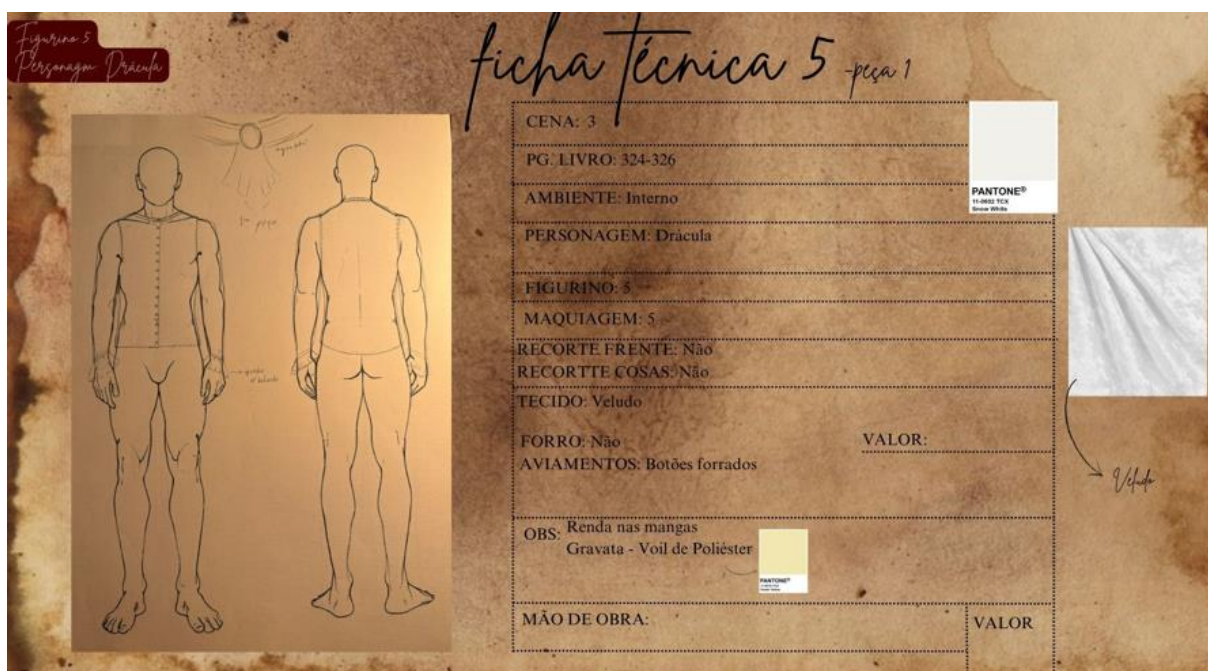 Figurino 5
Personagm Drácula
ficha técnica 5 -peça 1
CENA: 3
PG. LIVRO: 324-326
AMBIENTE: Interno
PERSONAGEM: Drácula
FIGURINO: 5
MAQUIAGEM: 5
RECORTE FRENTE: Não
RECORTTE COSAS: Não
TECIDO: Veludo
FORRO: Não
VALOR:
AVIAMENTOS: Botões forrados
OBS: Renda nas mangas
Gravata - Voil de Poliéster
MÃO DE OBRA:
VALOR
PANTONE®
11-0602 TCX
Snow White
Veludo
PANTONE®